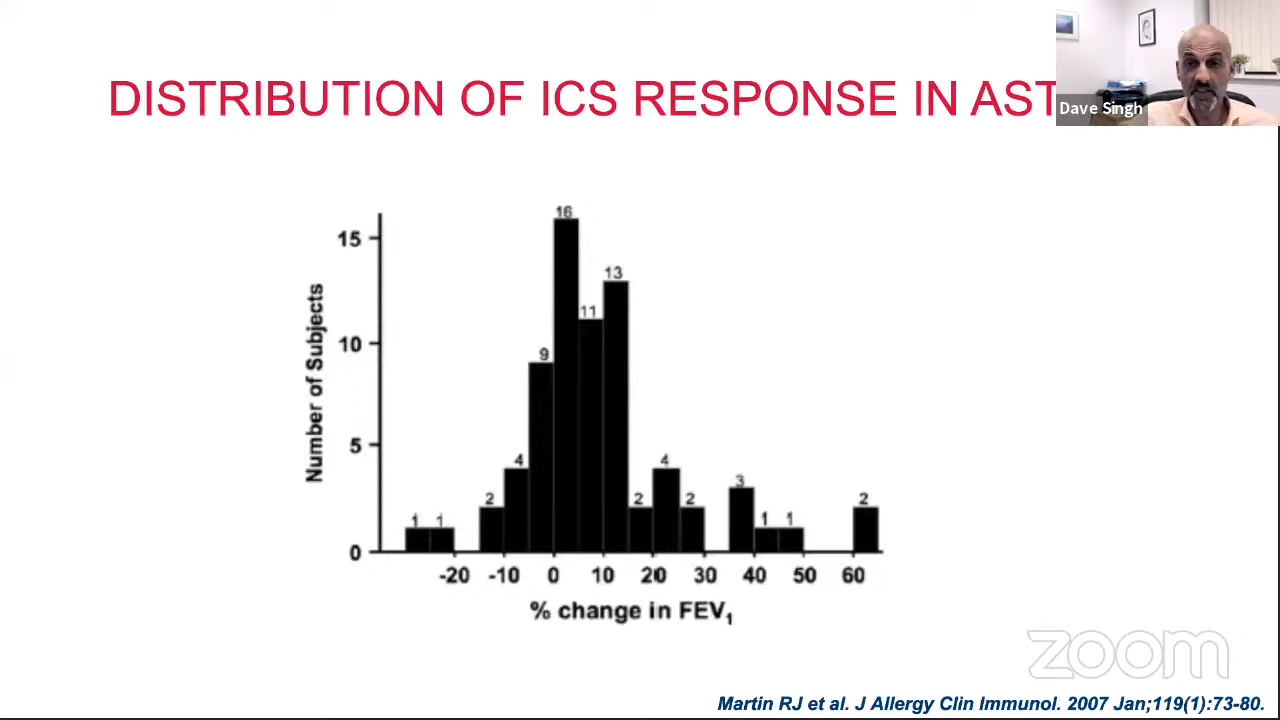 DISTRIBUTION OF ICS RESPONSE IN AST
Dave Singh
16
15
13
11
10
9
5
4
4
3
2
2
2
2
1
1
1
1
0
-20 -10 0 10 20 30 40 50 60
Number of Subjects
% change in FEV1
zoom
Martin RJ et al. J Allergy Clin Immunol. 2007 Jan;119(1):73-80.